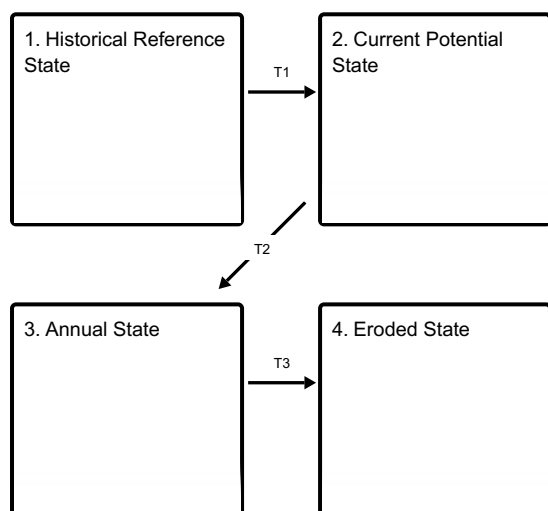 1. Historical Reference
State
T1
2. Current Potential
State
T2
3. Annual State
T3
4. Eroded State